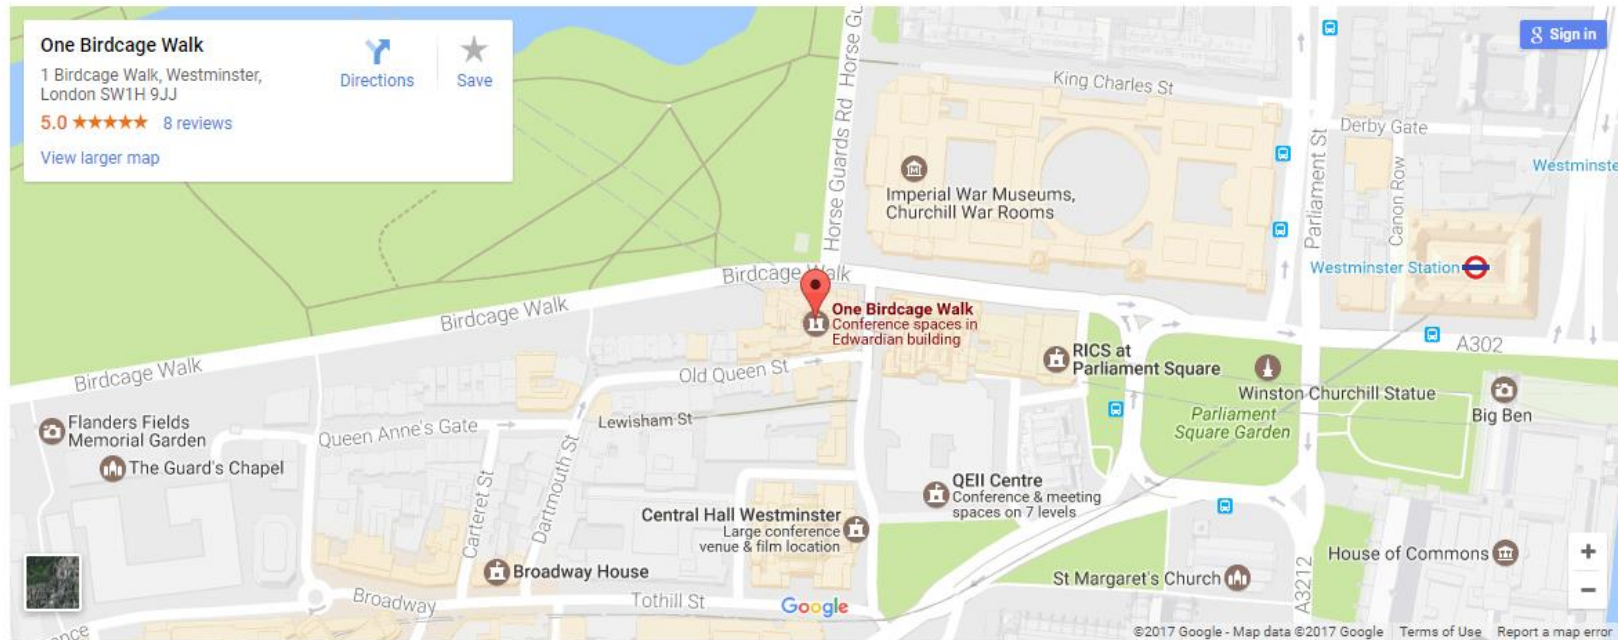 One Birdcage Walk
1 Birdcage Walk, Westminster,
London SW1H 9JJ
5.0 ★★★★★ 8 reviews
View larger map
Directions
Save
Sign in
Horse Guards Rd
King Charles St
Derby Gate
Parliament St
Canon Row
Imperial War Museums,
Churchill War Rooms
Westminster Station
Birdcage Walk
One Birdcage Walk
Conference spaces in
Edwardian building
Birdcage Walk
Birdcage Walk
A302
RICS at
Parliament Square
Winston Churchill Statue
Big Ben
Parliament
Square Garden
Old Queen St
Lewisham St
Queen Anne's Gate
Flanders Fields
Memorial Garden
The Guard's Chapel
Carteret St
Dartmouth St
QEII Centre
Conference & meeting
spaces on 7 levels
Central Hall Westminster
Large conference
venue & film location
Broadway House
House of Commons
St Margaret's Church
A3212
Broadway
Tothill St
Google
+
−
©2017 Google - Map data ©2017 Google Terms of Use Report a map error